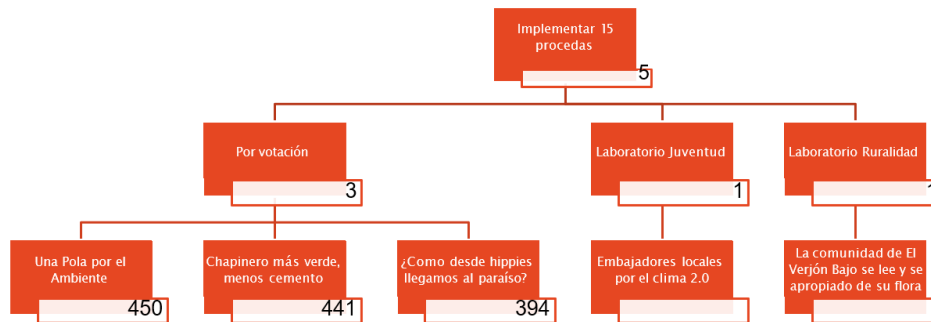 Implementar 15
procedas
5
Por votación
3
Laboratorio Juventud
1
Laboratorio Ruralidad
1
Una Pola por el
Ambiente
450
Chapinero más verde,
menos cemento
441
¿Como desde hippies
llegamos al paraíso?
394
Embajadores locales
por el clima 2.0
La comunidad de El
Verjón Bajo se lee y se
apropiado de su flora